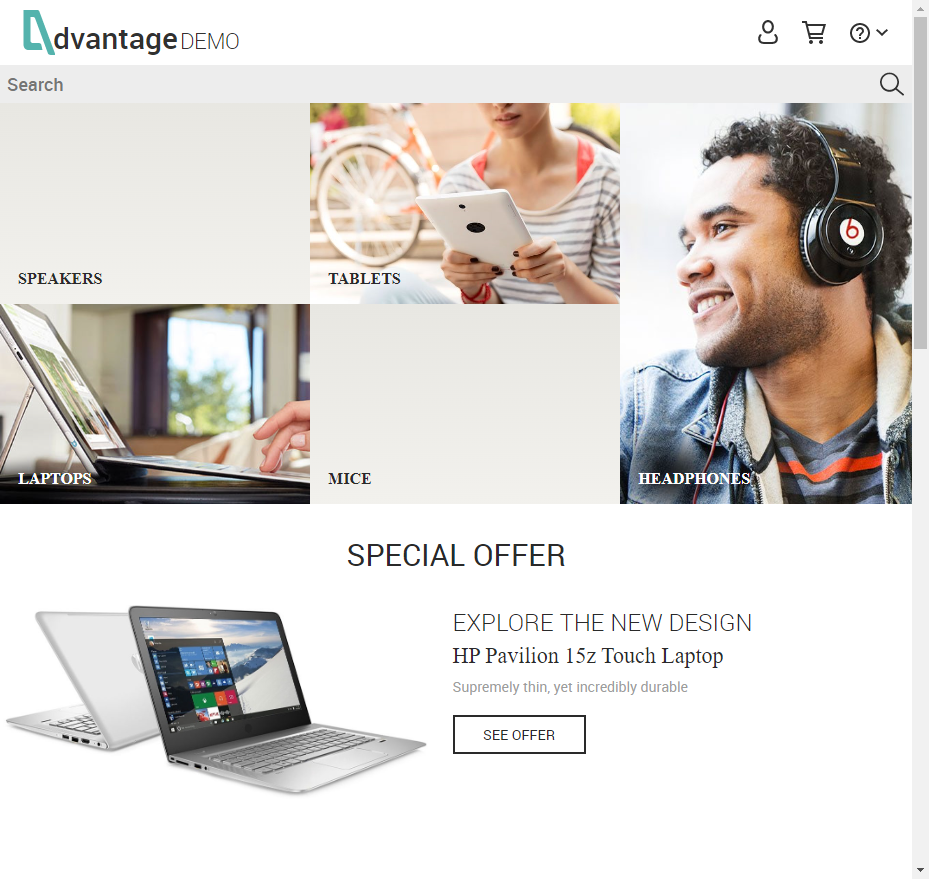 dvantage DEMO
Search
SPEAKERS
TABLETS
LAPTOPS
MICE
HEADPHONES
SPECIAL OFFER
EXPLORE THE NEW DESIGN
HP Pavilion 15z Touch Laptop
Supremely thin, yet incredibly durable
SEE OFFER